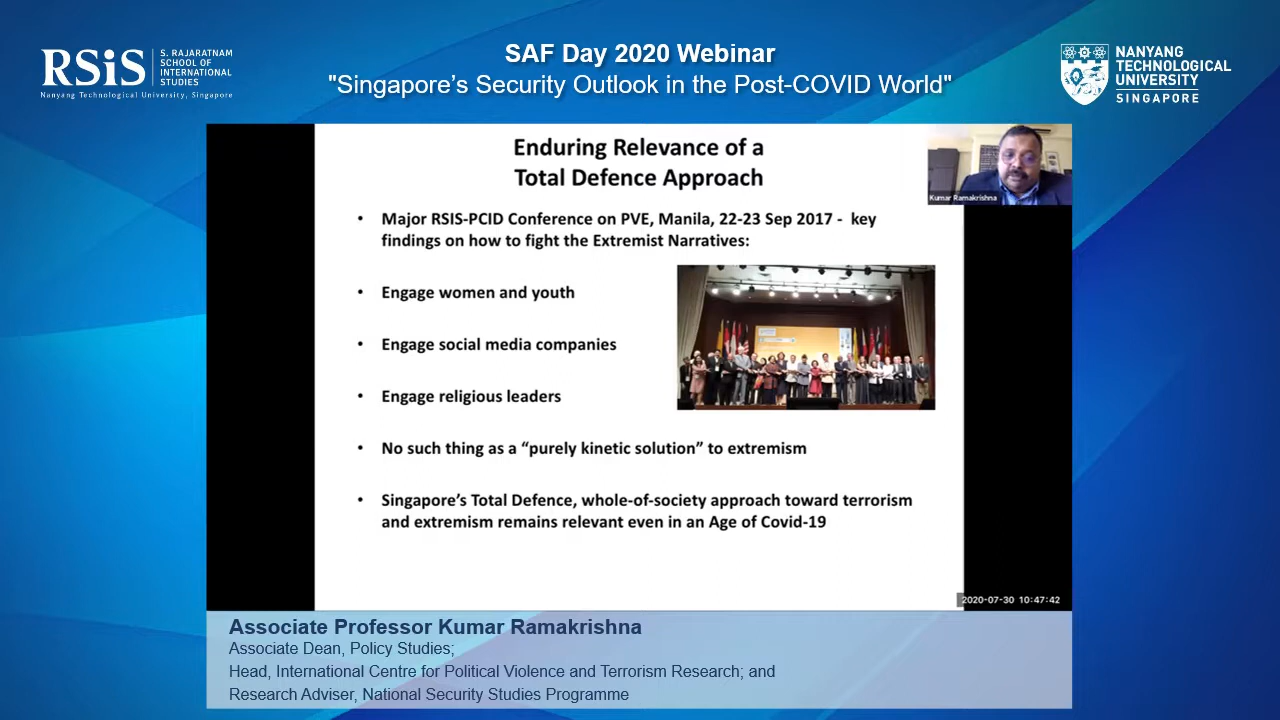 RSiS
S. RAJARATNAM
SCHOOL OF
INTERNATIONAL
STUDIES
Nanyang Technological University, Singapore
SAF Day 2020 Webinar
"Singapore's Security Outlook in the Post-COVID World"
NANYANG
TECHNOLOGICAL
UNIVERSITY
SINGAPORE
Enduring Relevance of a
Total Defence Approach
Kumar Ramakrishna
• Major RSIS-PCID Conference on PVE, Manila, 22-23 Sep 2017 - key
findings on how to fight the Extremist Narratives:
• Engage women and youth
• Engage social media companies
• Engage religious leaders
• No such thing as a “purely kinetic solution” to extremism
• Singapore’s Total Defence, whole-of-society approach toward terrorism
and extremism remains relevant even in an Age of Covid-19
2020-07-30 10:47:42
Associate Professor Kumar Ramakrishna
Associate Dean, Policy Studies;
Head, International Centre for Political Violence and Terrorism Research; and
Research Adviser, National Security Studies Programme